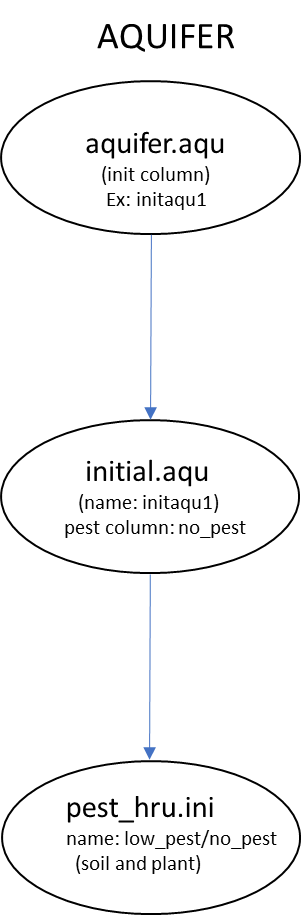 AQUIFER
aquifer.aqu
(init column)
Ex: initaqu1
initial.aqu
(name: initaqu1)
pest column: no_pest
pest_hru.ini
name: low_pest/no_pest
(soil and plant)